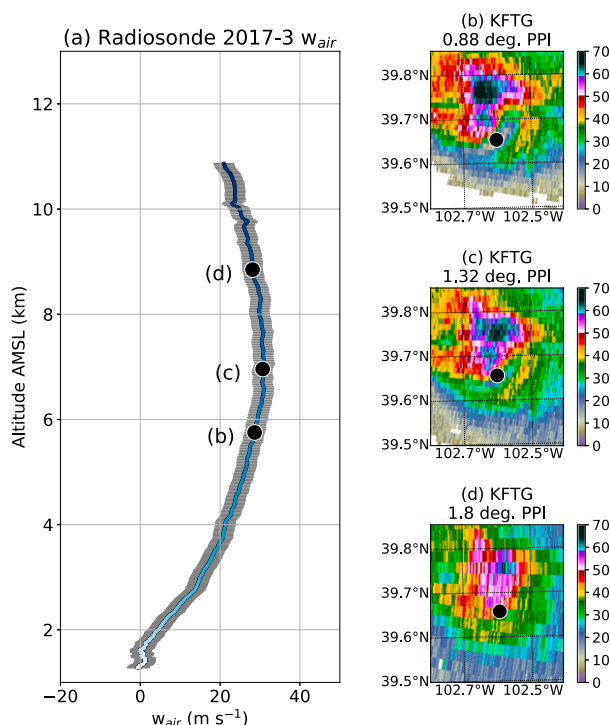 (a) Radiosonde 2017-3 w_air
Altitude AMSL (km)
12
10
8
6
4
2
(d)
(c)
(b)
−20
0
20
40
w_air (m s⁻¹)
(b) KFTG
0.88 deg. PPI
39.8°N
39.7°N
39.6°N
39.5°N
102.7°W
102.5°W
70
60
50
40
30
20
10
0
(c) KFTG
1.32 deg. PPI
39.8°N
39.7°N
39.6°N
39.5°N
102.7°W
102.5°W
70
60
50
40
30
20
10
0
(d) KFTG
1.8 deg. PPI
39.8°N
39.7°N
39.6°N
39.5°N
102.7°W
102.5°W
70
60
50
40
30
20
10
0